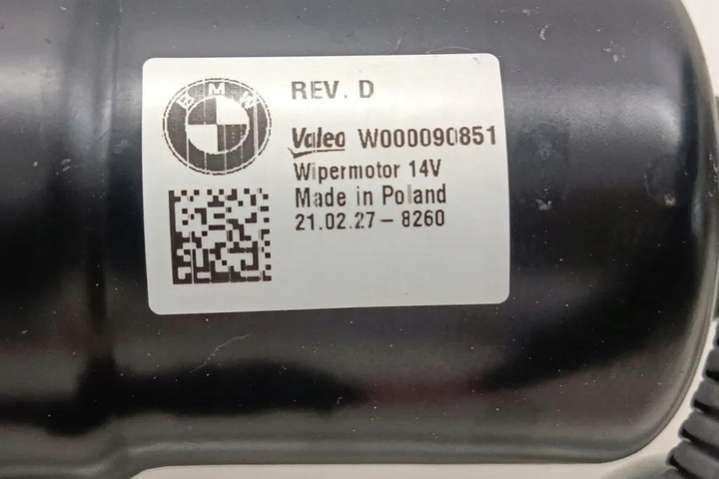 BMW
REV. D
Valeo W000090851
Wipermotor 14V
Made in Poland
21.02.27-8260